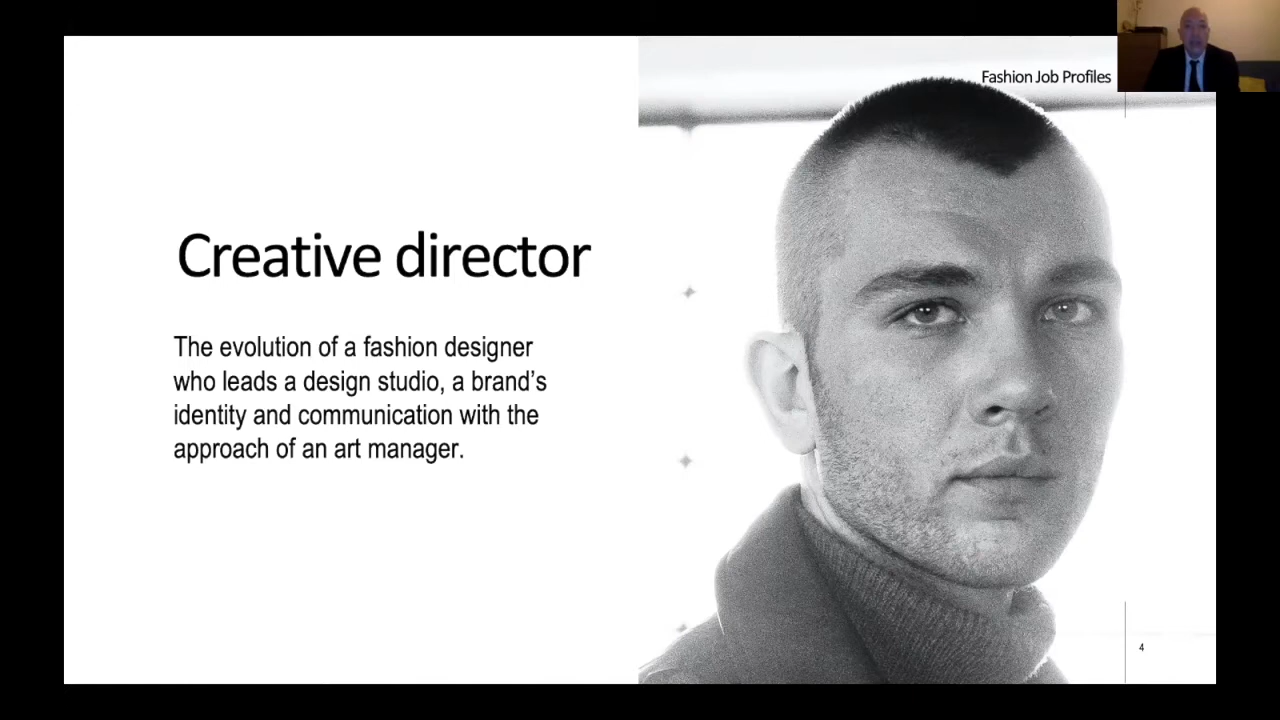 Fashion Job Profiles
Creative director
The evolution of a fashion designer
who leads a design studio, a brand’s
identity and communication with the
approach of an art manager.
4